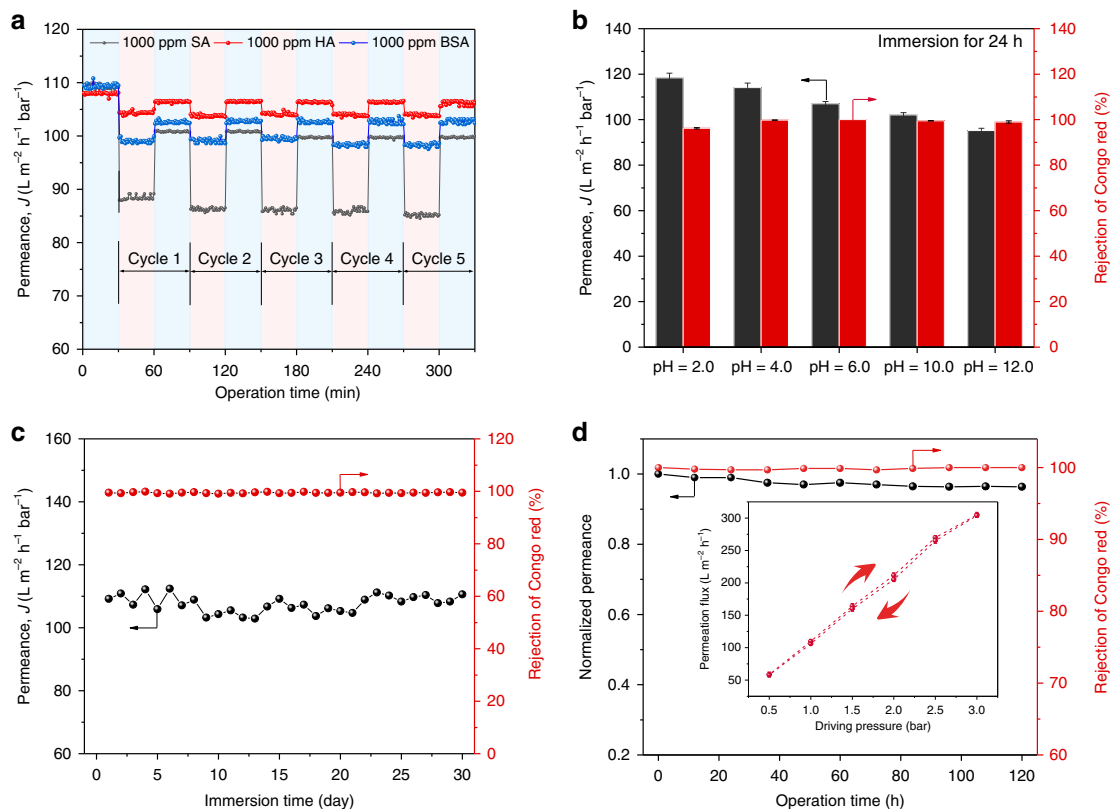 a
120
110
100
90
80
70
60
1000 ppm SA 1000 ppm HA 1000 ppm BSA
Cycle 1 Cycle 2 Cycle 3 Cycle 4 Cycle 5
0 60 120 180 240 300
Operation time (min)
Permeance, J (L m⁻² h⁻¹ bar⁻¹)
b
Immersion for 24 h
140
120
100
80
60
40
20
0
Permeance, J (L m⁻² h⁻¹ bar⁻¹)
pH = 2.0 pH = 4.0 pH = 6.0 pH = 10.0 pH = 12.0
140
120
100
80
60
40
20
0
Rejection of Congo red (%)
c
160
140
120
100
80
60
Permeance, J (L m⁻² h⁻¹ bar⁻¹)
0 5 10 15 20 25 30
Immersion time (day)
120
100
80
60
40
20
0
Rejection of Congo red (%)
d
1.0
0.8
0.6
0.4
0.2
Normalized permeance
0 20 40 60 80 100 120
Operation time (h)
100
90
80
70
60
Rejection of Congo red (%)
300
250
200
150
100
50
Permeation flux (L m⁻² h⁻¹)
0.5 1.0 1.5 2.0 2.5 3.0
Driving pressure (bar)